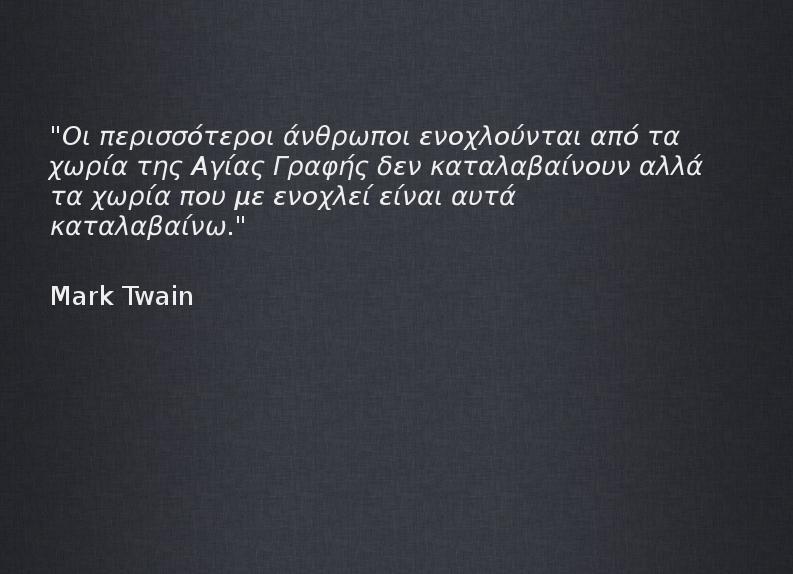 "Οι περισσότεροι άνθρωποι ενοχλούνται από τα
χωρία της Αγίας Γραφής δεν καταλαβαίνουν αλλά
τα χωρία που με ενοχλεί είναι αυτά
καταλαβαίνω."
Mark Twain